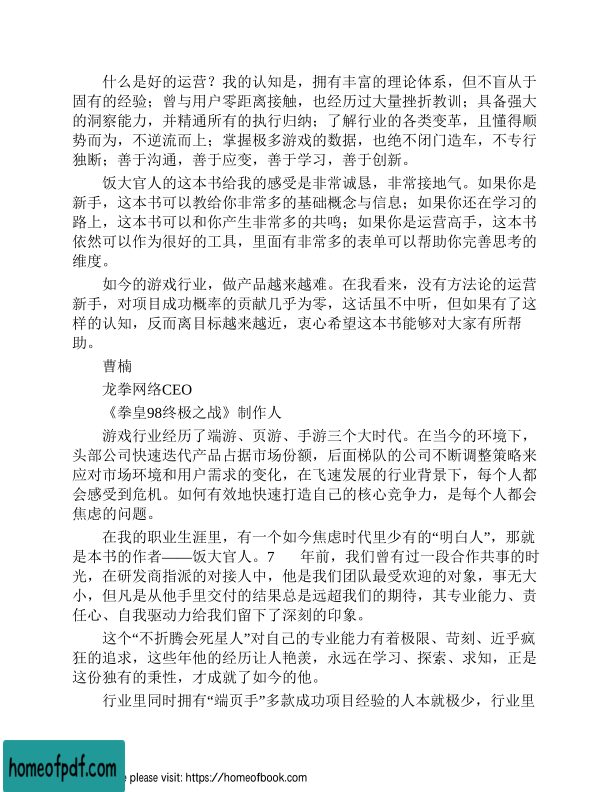 什么是好的运营？我的认知是，拥有丰富的理论体系，但不盲从于
固有的经验；曾与用户零距离接触，也经历过大量挫折教训；具备强大
的洞察能力，并精通所有的执行归纳；了解行业的各类变革，且懂得顺
势而为，不逆流而上；掌握极多游戏的数据，也绝不闭门造车，不专行
独断；善于沟通，善于应变，善于学习，善于创新。
饭大官人的这本书给我的感受是非常诚恳，非常接地气。如果你是
新手，这本书可以教给你非常多的基础概念与信息；如果你还在学习的
路上，这本书可以和你产生非常多的共鸣；如果你是运营高手，这本书
依然可以作为很好的工具，里面有非常多的表单可以帮助你完善思考的
维度。
如今的游戏行业，做产品越来越难。在我看来，没有方法论的运营
新手，对项目成功概率的贡献几乎为零，这话虽不中听，但如果有了这
样的认知，反而离目标越来越近，衷心希望这本书能够对大家有所帮
助。
曹楠
龙拳网络CEO
《拳皇98终极之战》制作人
游戏行业经历了端游、页游、手游三个大时代。在当今的环境下，
头部公司快速迭代产品占据市场份额，后面梯队的公司不断调整策略来
应对市场环境和用户需求的变化，在飞速发展的行业背景下，每个人都
会感受到危机。如何有效地快速打造自己的核心竞争力，是每个人都会
焦虑的问题。
在我的职业生涯里，有一个如今焦虑时代里少有的“明白人”，那就
是本书的作者——饭大官人。7 年前，我们曾有过一段合作共事的时
光，在研发商指派的对接人中，他是我们团队最受欢迎的对象，事无大
小，但凡是从他手里交付的结果总是远超我们的期待，其专业能力、责
任心、自我驱动力给我们留下了深刻的印象。
这个“不折腾会死星人”对自己的专业能力有着极限、苛刻、近乎疯
狂的追求，这些年他的经历让人艳羡，永远在学习、探索、求知，正是
这份独有的秉性，才成就了如今的他。
行业里同时拥有“端页手”多款成功项目经验的人本就极少，行业里
homeofpdf.com
e please visit: https://homeofbook.com